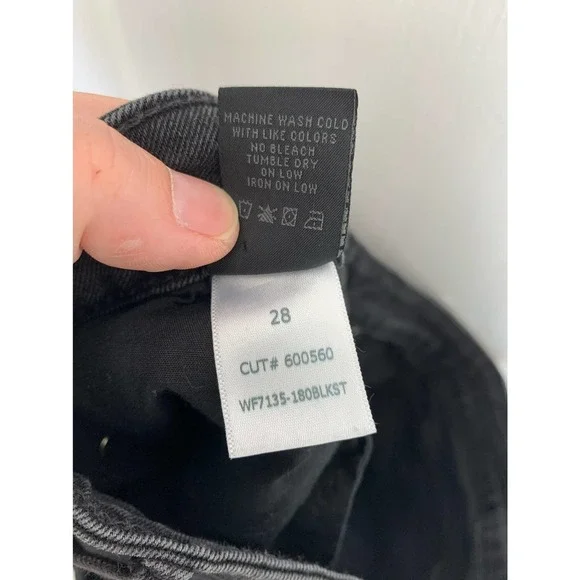 MACHINE WASH COLD
WITH LIKE COLORS
NO BLEACH
TUMBLE DRY
ON LOW
IRON ON LOW
28
CUT# 600560
WF7135-180BLKST